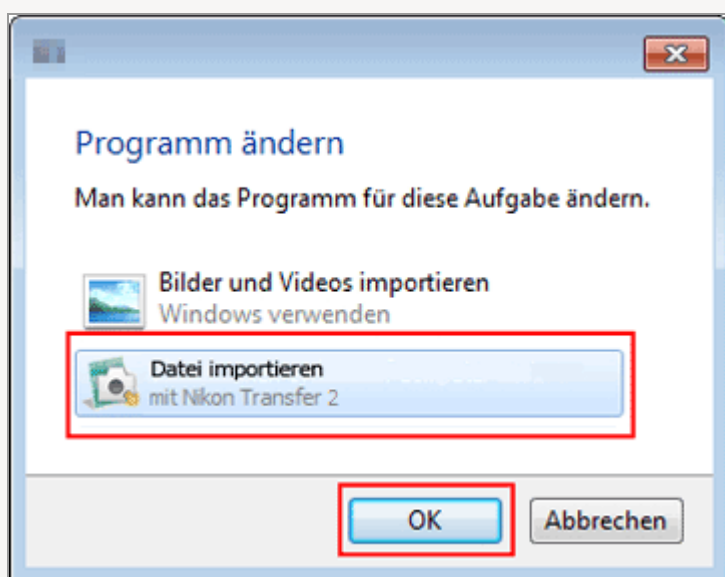 Programm ändern
Man kann das Programm für diese Aufgabe ändern.
Bilder und Videos importieren
Windows verwenden
Datei importieren
mit Nikon Transfer 2
OK
Abbrechen